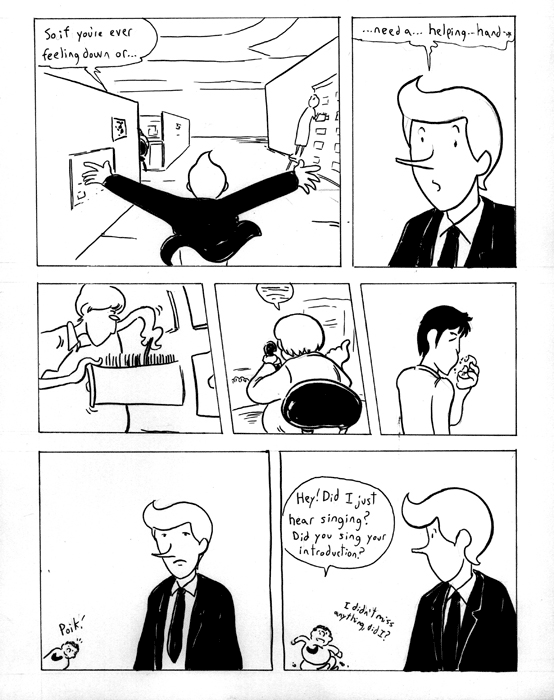 So if you're ever
feeling down or...
...need a... helping...hand→
Poik!
Hey! Did I just
hear singing?
Did you sing your
introduction?
I didn't miss
anything, did I?